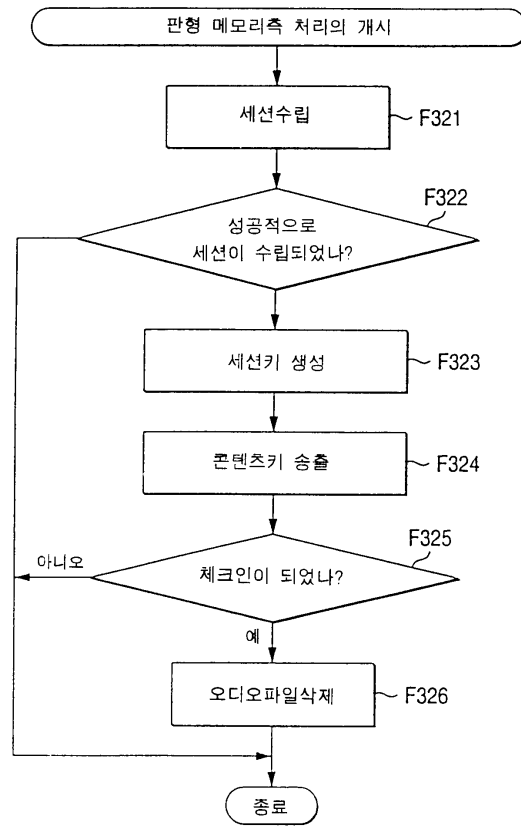 판형 메모리측 처리의 개시
세션수립
F321
F322
성공적으로
세션이 수립되었나?
세션키 생성
F323
콘텐츠키 송출
F324
F325
아니오
체크인이 되었나?
예
오디오파일삭제
F326
종료